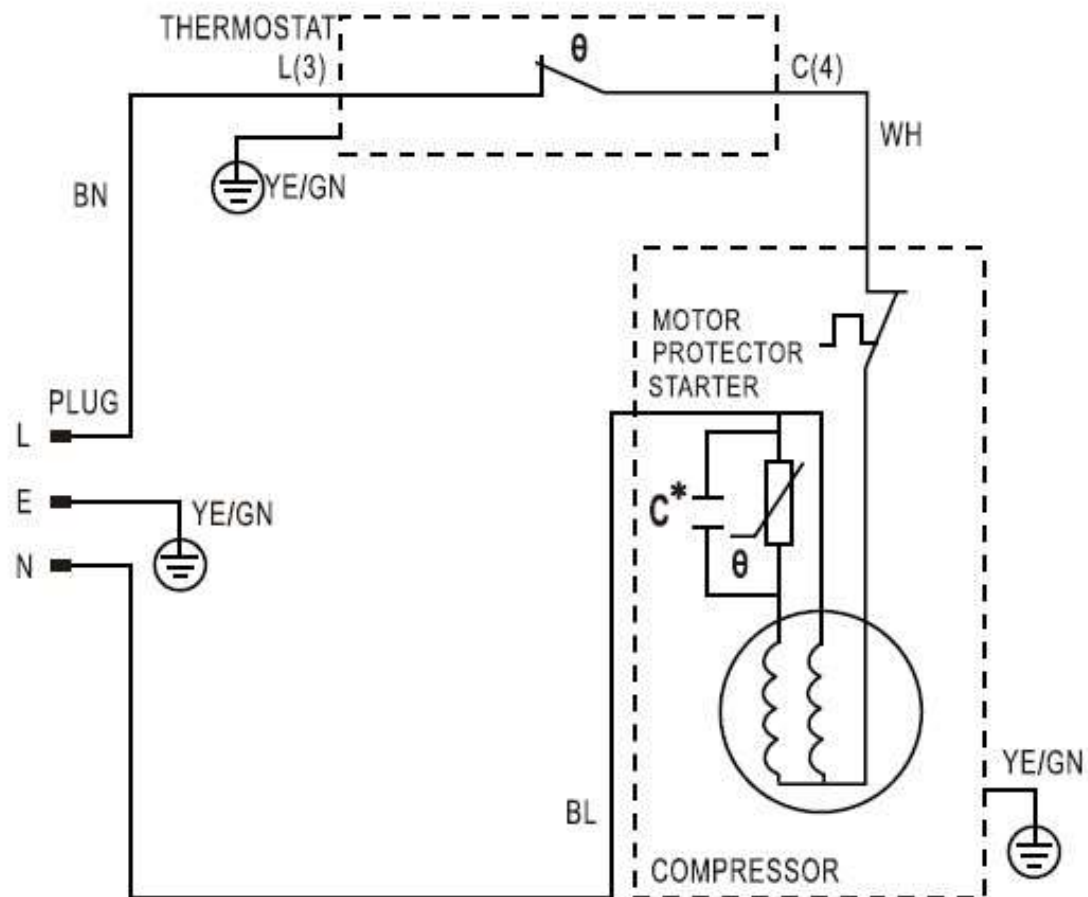 THERMOSTAT
θ
L(3)
C(4)
WH
BN
YE/GN
MOTOR
PROTECTOR
STARTER
PLUG
L
E
YE/GN
C*
N
θ
YE/GN
BL
COMPRESSOR